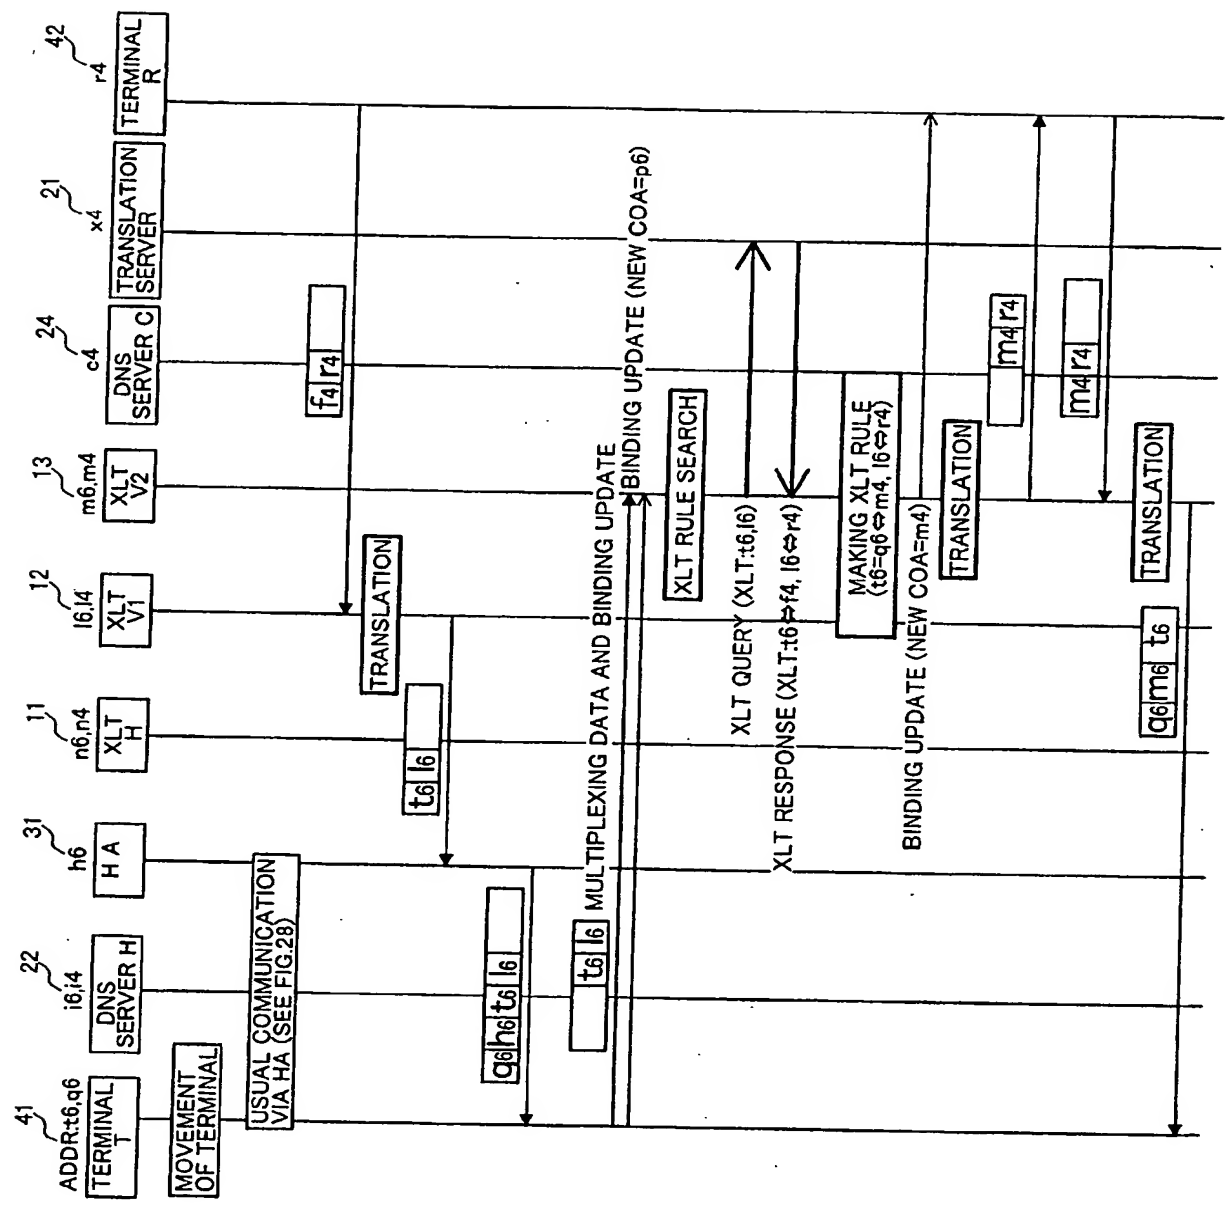 41
ADDR:t6,q6
TERMINAL
T
22
i6,i4
DNS
SERVER H
31
h6
H A
11
n6,n4
XLT
H
12
l6,l4
XLT
V1
13
m6,m4
XLT
V2
24
c4
DNS
SERVER C
21
x4
TRANSLATION
SERVER
42
r4
TERMINAL
R
MOVEMENT
OF TERMINAL
USUAL COMMUNICATION
VIA HA (SEE FIG.28)
f4 r4
TRANSLATION
t6 l6
q6 h6 t6 l6
t6 l6
MULTIPLEXING DATA AND BINDING UPDATE
BINDING UPDATE (NEW COA=p6)
XLT RULE SEARCH
XLT QUERY (XLT:t6,l6)
XLT RESPONSE (XLT:t6⇔f4, l6⇔r4)
MAKING XLT RULE
(t6=q6⇔m4, l6⇔r4)
BINDING UPDATE (NEW COA=m4)
TRANSLATION
m4 r4
m4 r4
TRANSLATION
q6 m6 t6